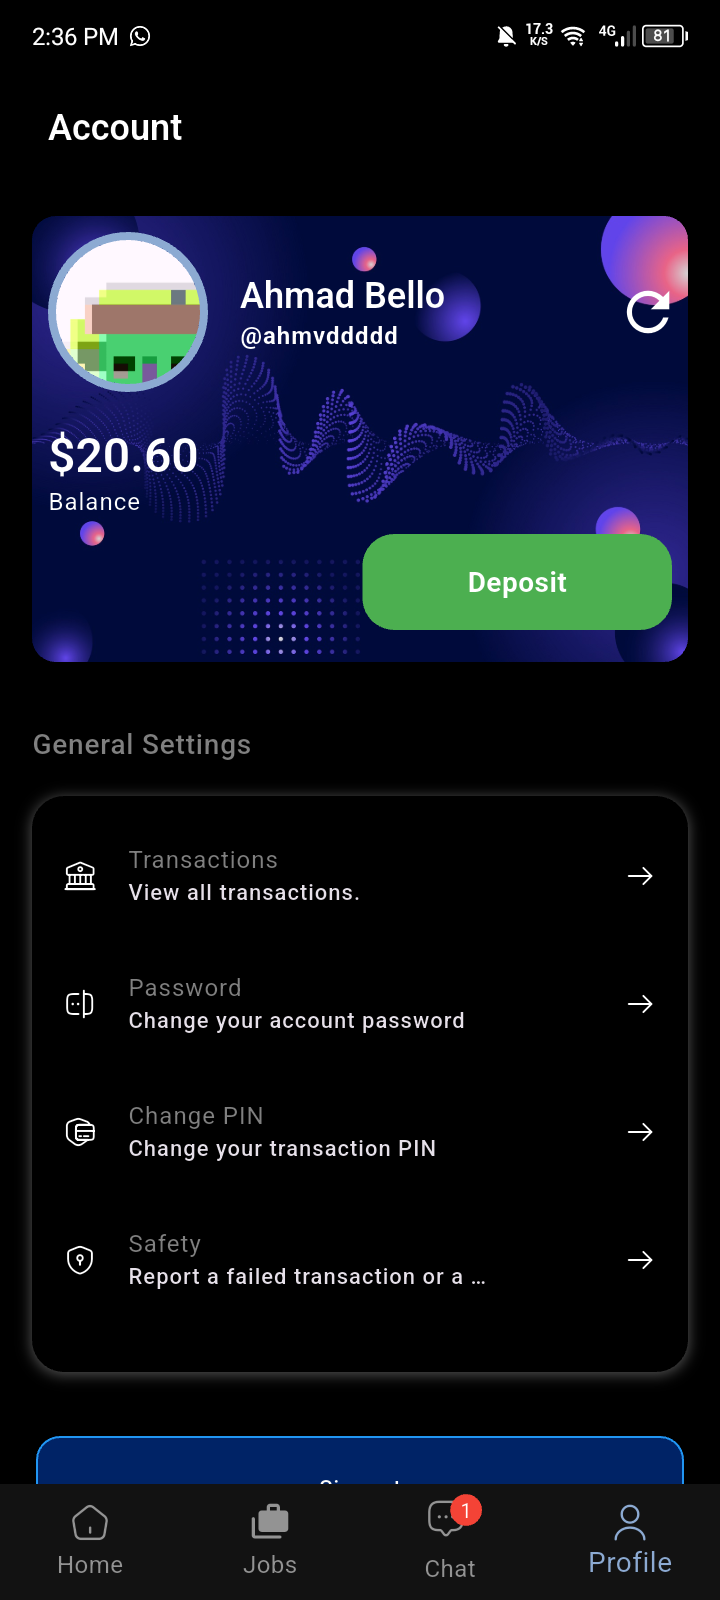 2:36 PM
17.3
K/S
4G
81
Account
Ahmad Bello
@ahmvddddd
$20.60
Balance
Deposit
General Settings
Transactions
View all transactions.
Password
Change your account password
Change PIN
Change your transaction PIN
Safety
Report a failed transaction or a ...
1
Home
Jobs
Chat
Profile